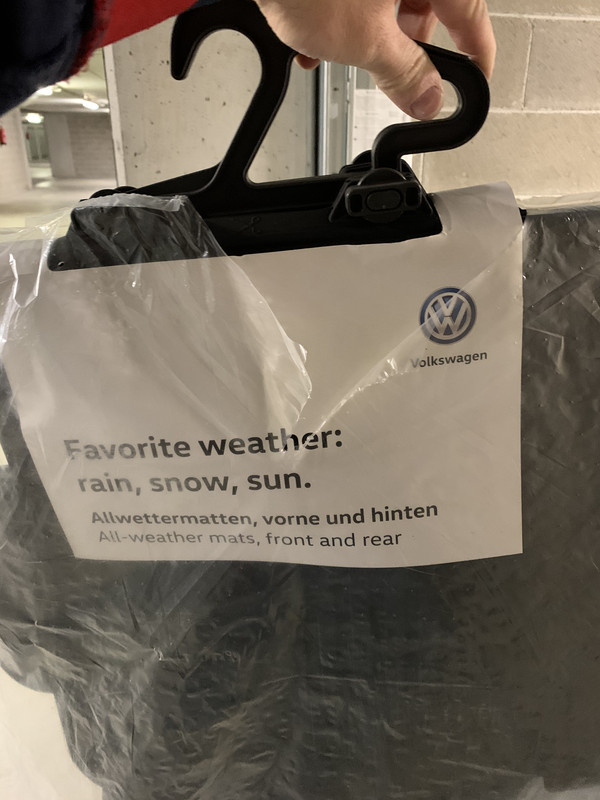 Volkswagen
Favorite weather:
rain, snow, sun.
Allwettermatten, vorne und hinten
All-weather mats, front and rear